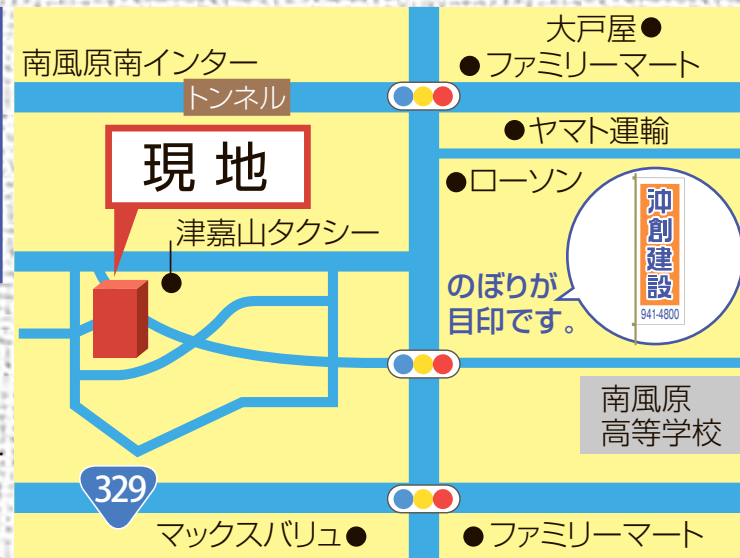 大戸屋●
南風原南インター
●ファミリーマート
トンネル
●ヤマト運輸
現地
●ローソン
津嘉山タクシー
沖創建設
941-4800
のぼりが
目印です。
南風原
高等学校
329
マックスバリュ●
●ファミリーマート